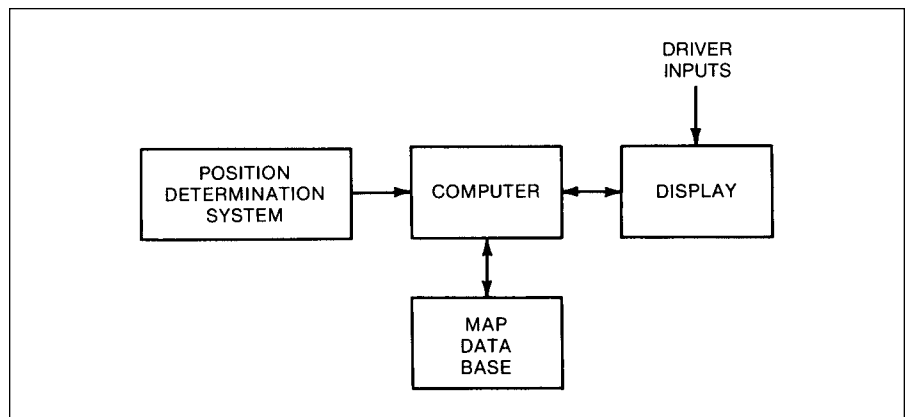 DRIVER
INPUTS
POSITION
DETERMINATION
SYSTEM
COMPUTER
DISPLAY
MAP
DATA
BASE